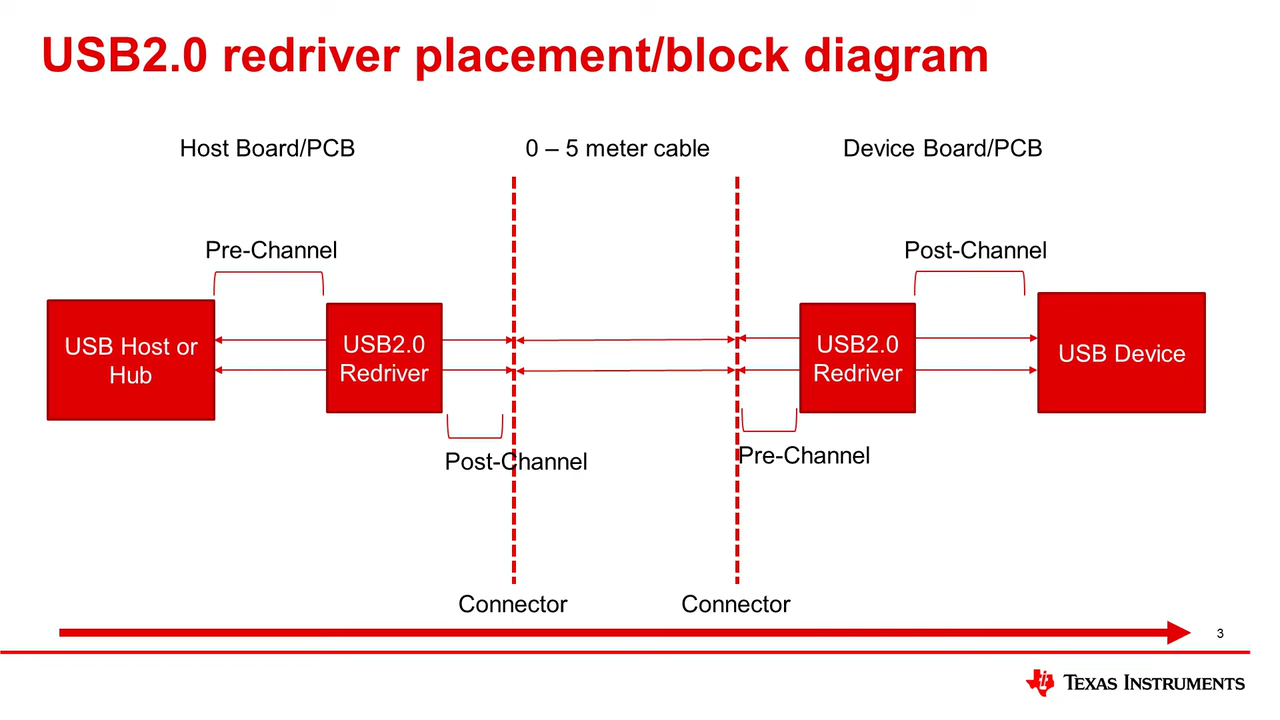 USB2.0 redriver placement/block diagram
Host Board/PCB
0 – 5 meter cable
Device Board/PCB
Pre-Channel
Post-Channel
USB Host or
Hub
USB2.0
Redriver
USB2.0
Redriver
USB Device
Post-Channel
Pre-Channel
Connector
Connector
3
TEXAS INSTRUMENTS